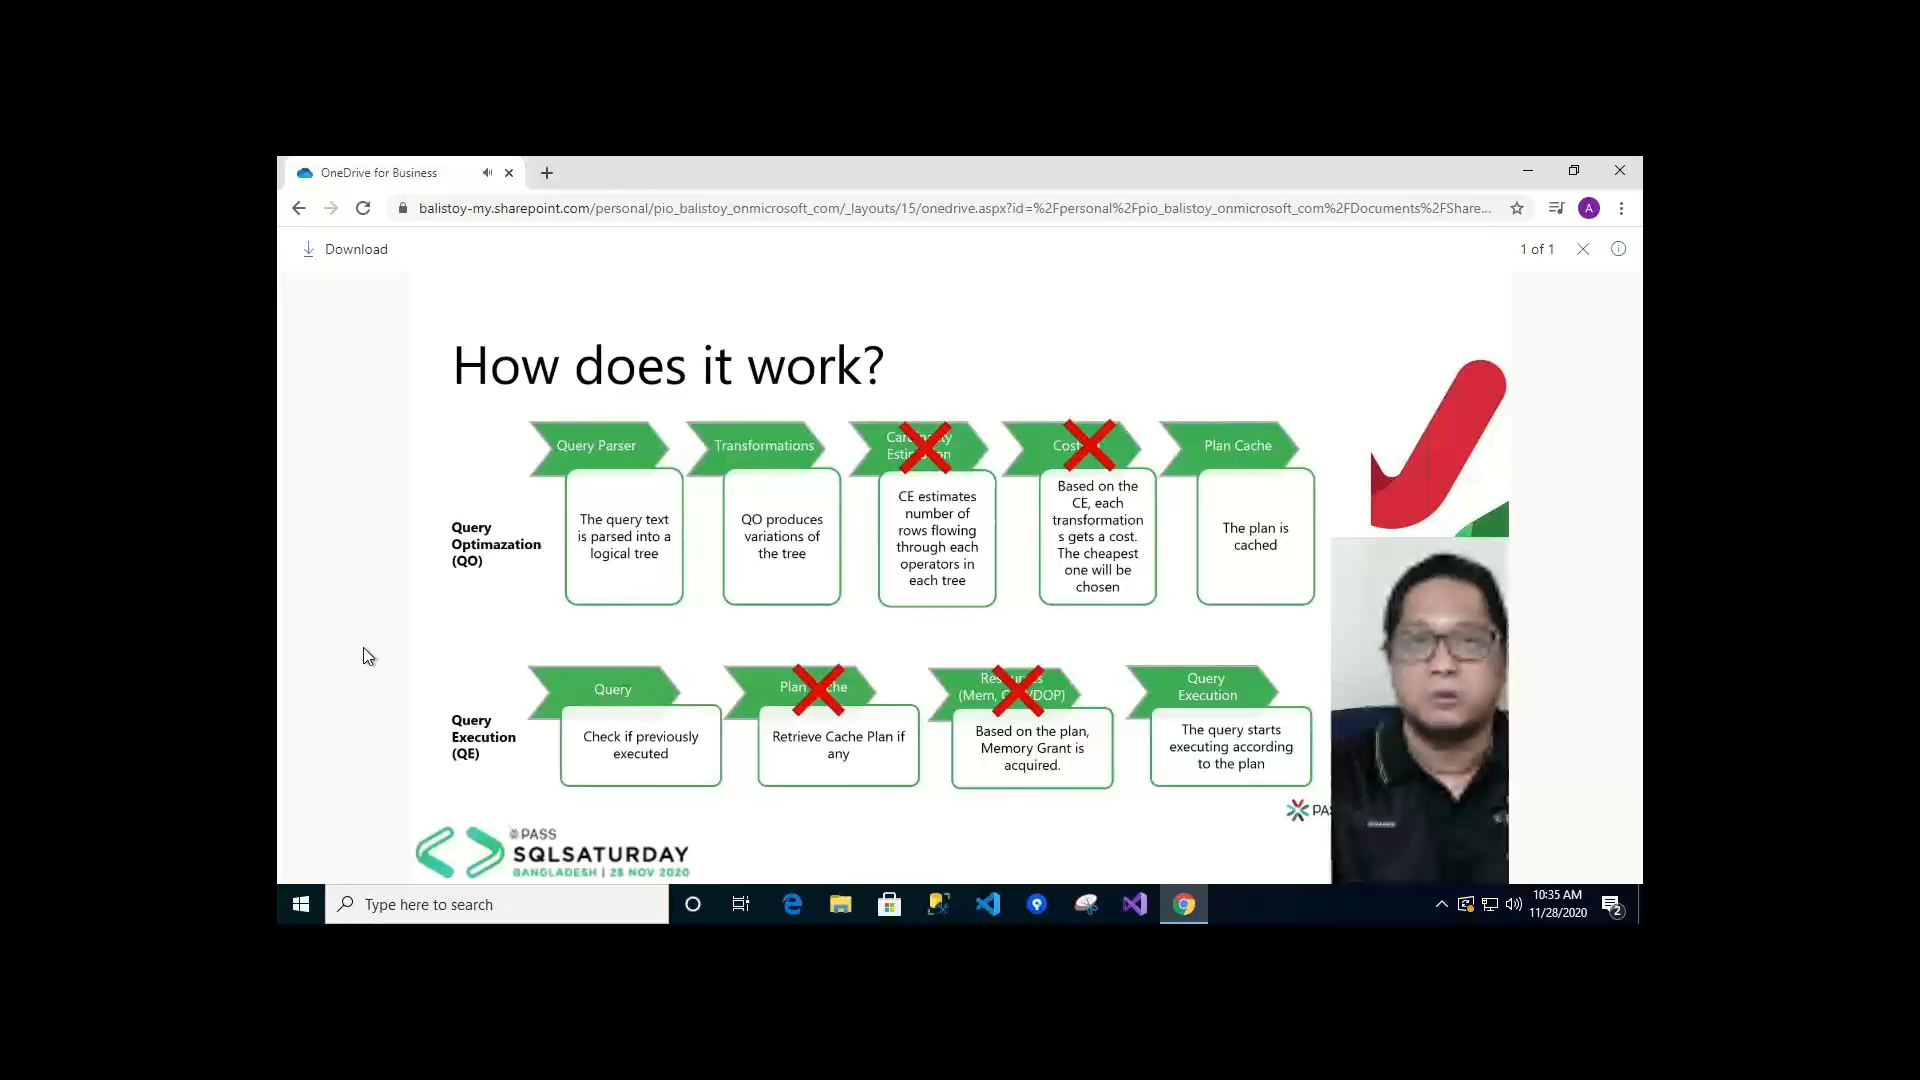 OneDrive for Business
balistoy-my.sharepoint.com/personal/pio_balistoy_onmicrosoft_com/_layouts/15/onedrive.aspx?id=%2Fpersonal%2Fpio_balistoy_onmicrosoft_com%2FDocuments%2FShare...
A
Download
1 of 1
How does it work?
Query Parser
Transformations
Plan Cache
Query
Optimazation
(QO)
The query text
is parsed into a
logical tree
QO produces
variations of
the tree
CE estimates
number of
rows flowing
through each
operators in
each tree
Based on the
CE, each
transformation
s gets a cost.
The cheapest
one will be
chosen
The plan is
cached
Query
Plan
(Mem,
/DOP)
Query
Execution
Query
Execution
(QE)
Check if previously
executed
Retrieve Cache Plan if
any
Based on the plan,
Memory Grant is
acquired.
The query starts
executing according
to the plan
PASS
SQLSATURDAY
BANGLADESH | 28 NOV 2020
Type here to search
10:35 AM
11/28/2020
2